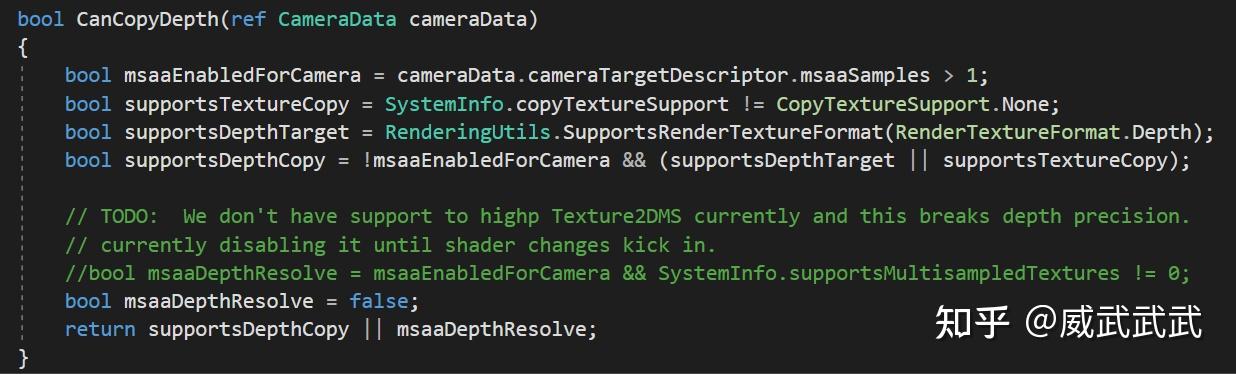 bool CanCopyDepth(ref CameraData cameraData)
{
    bool msaaEnabledForCamera = cameraData.cameraTargetDescriptor.msaaSamples > 1;
    bool supportsTextureCopy = SystemInfo.copyTextureSupport != CopyTextureSupport.None;
    bool supportsDepthTarget = RenderingUtils.SupportsRenderTextureFormat(RenderTextureFormat.Depth);
    bool supportsDepthCopy = !msaaEnabledForCamera && (supportsDepthTarget || supportsTextureCopy);

    // TODO:  We don't have support to highp Texture2DMS currently and this breaks depth precision.
    // currently disabling it until shader changes kick in.
    //bool msaaDepthResolve = msaaEnabledForCamera && SystemInfo.supportsMultisampledTextures != 0;
    bool msaaDepthResolve = false;
    return supportsDepthCopy || msaaDepthResolve;
}
知乎 @威武武武